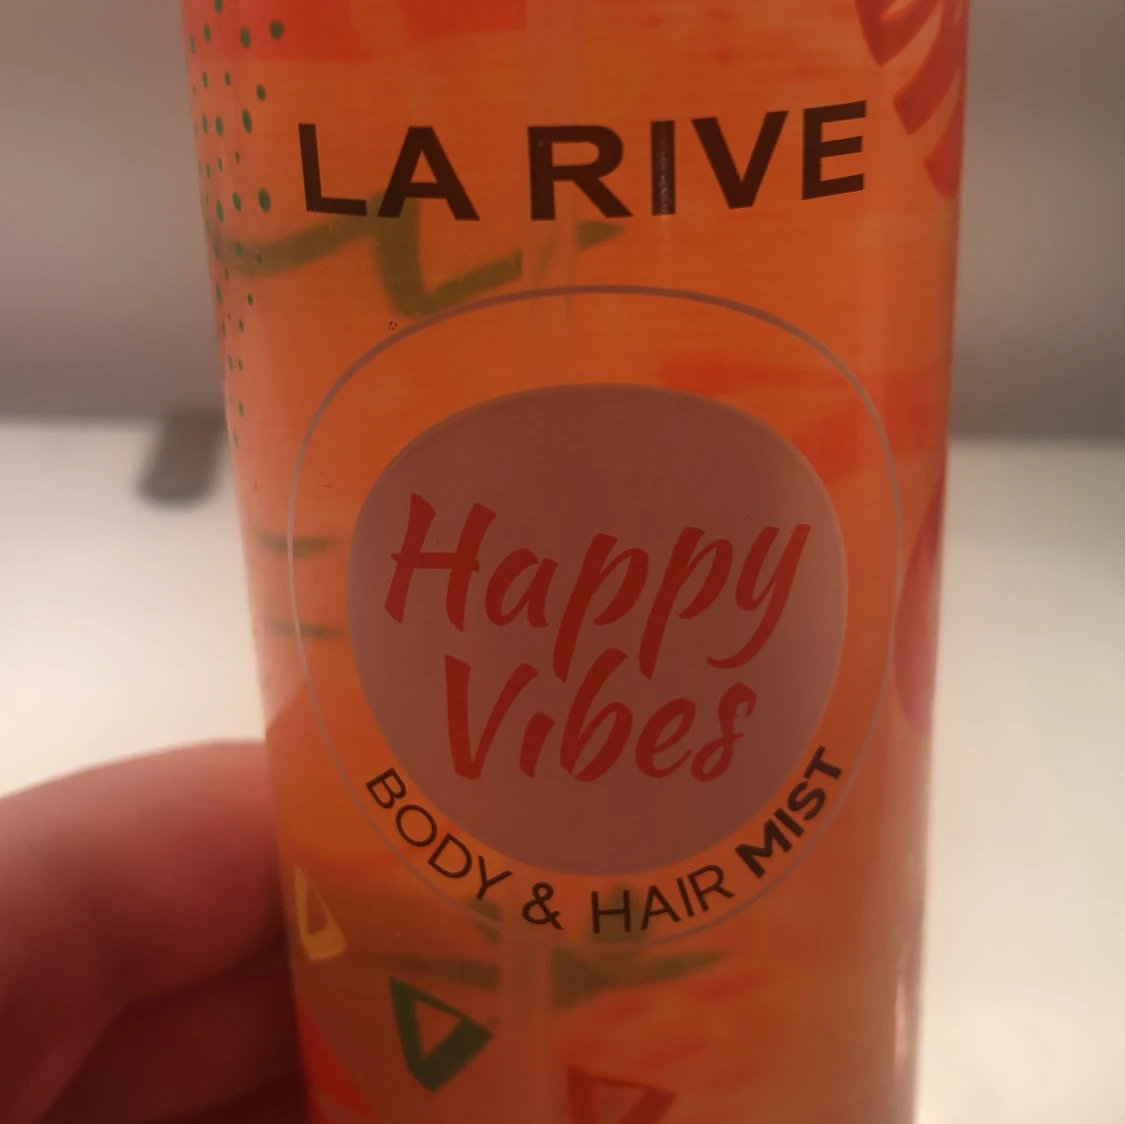 LA RIVE
Happy
Vibes
BODY & HAIR MIST